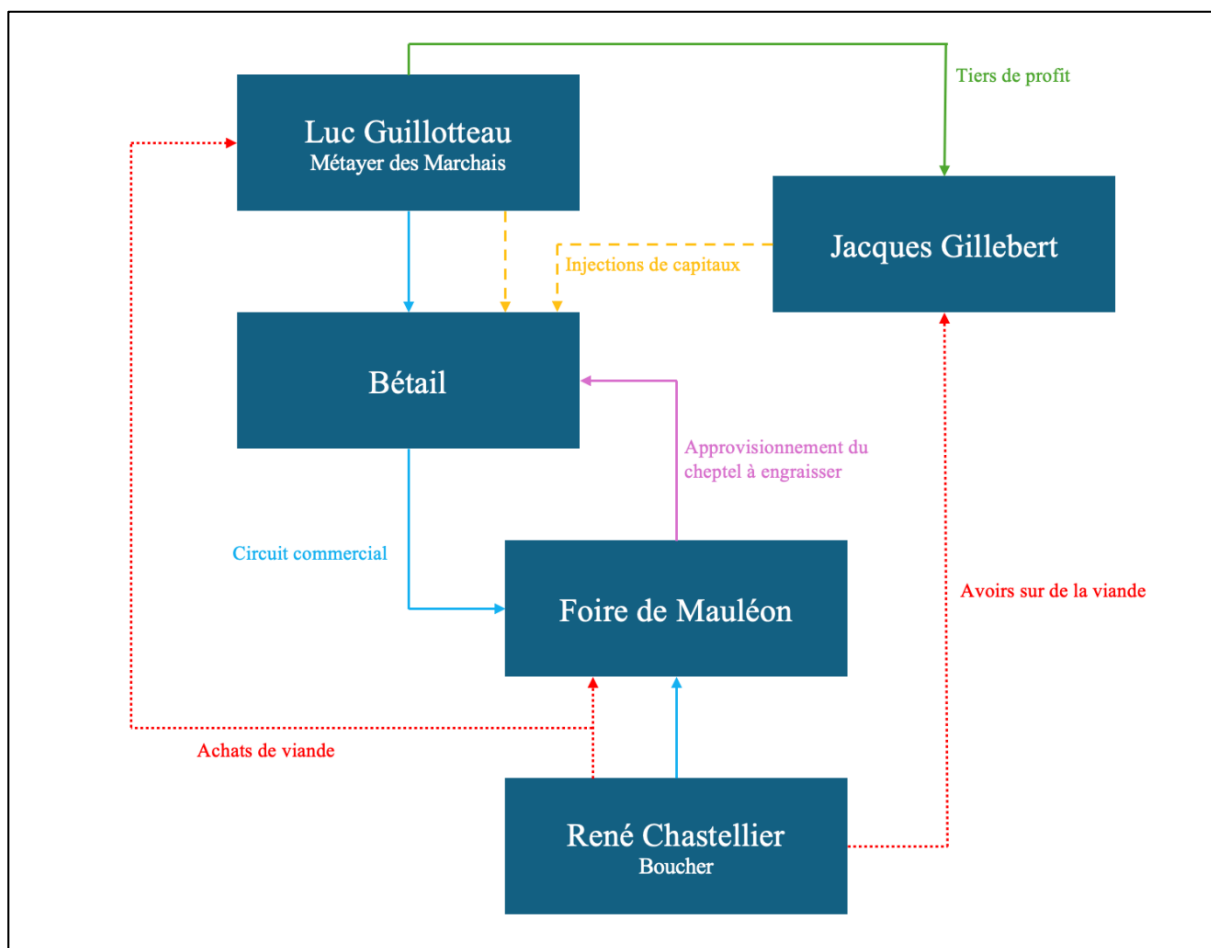 Tiers de profit
Luc Guillotteau
Métayer des Marchais
Jacques Gillebert
Injections de capitaux
Bétail
Approvisionnement du
cheptel à engraisser
Circuit commercial
Foire de Mauléon
Avoirs sur de la viande
Achats de viande
René Chastellier
Boucher